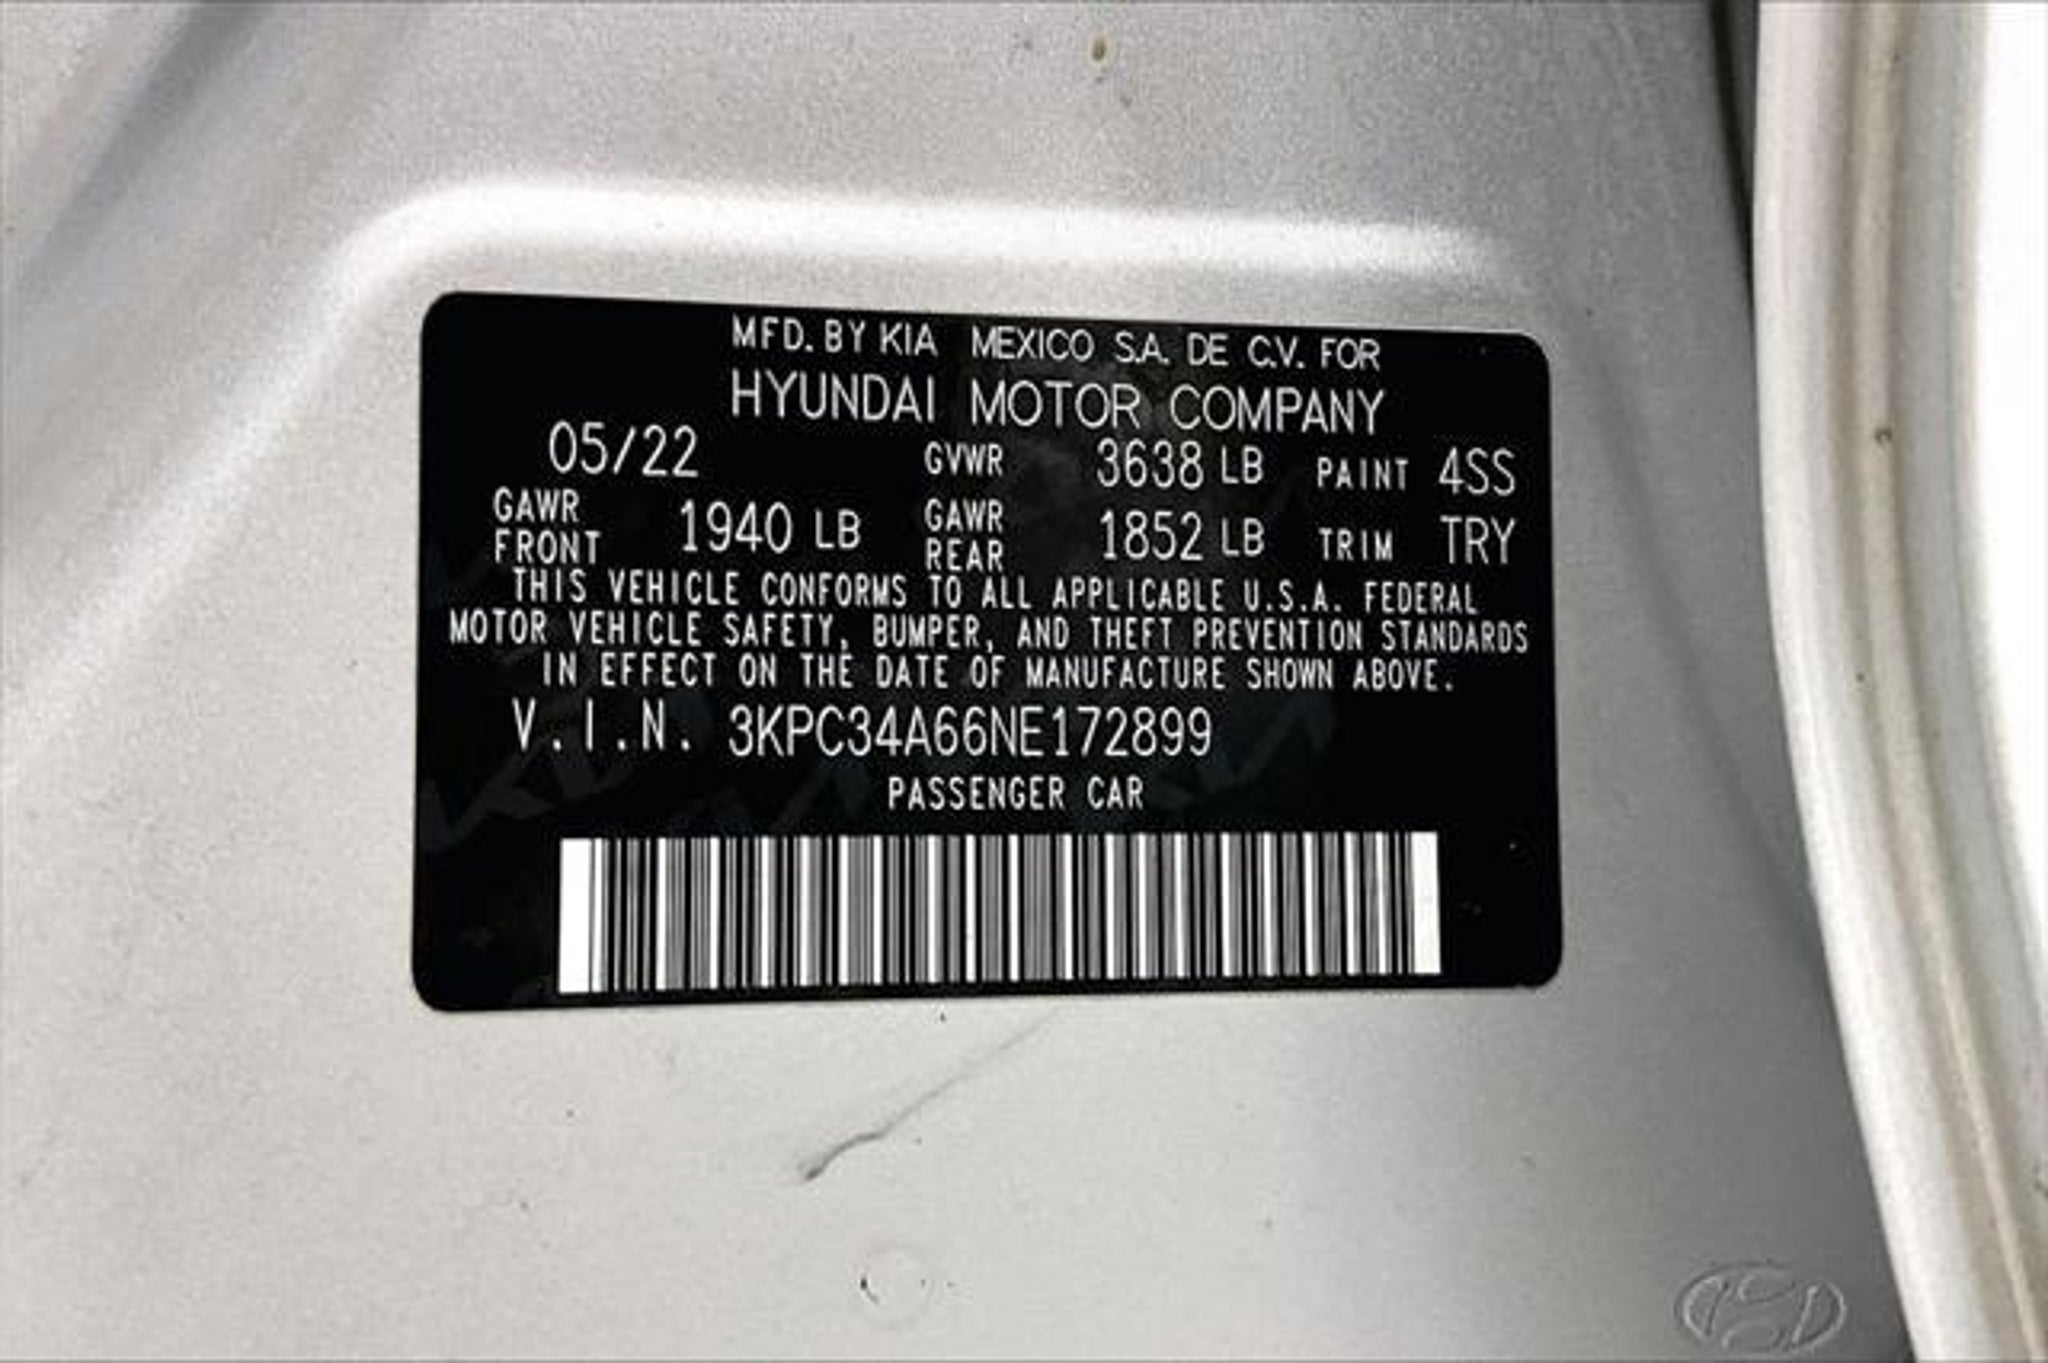 MFD. BY KIA MEXICO S.A. DE C.V. FOR
HYUNDAI MOTOR COMPANY
05/22 GVWR 3638 LB PAINT 4SS
GAWR FRONT 1940 LB GAWR REAR 1852 LB TRIM TRY
THIS VEHICLE CONFORMS TO ALL APPLICABLE U.S.A. FEDERAL
MOTOR VEHICLE SAFETY, BUMPER, AND THEFT PREVENTION STANDARDS
IN EFFECT ON THE DATE OF MANUFACTURE SHOWN ABOVE.
V.I.N. 3KPC34A66NE172899
PASSENGER CAR